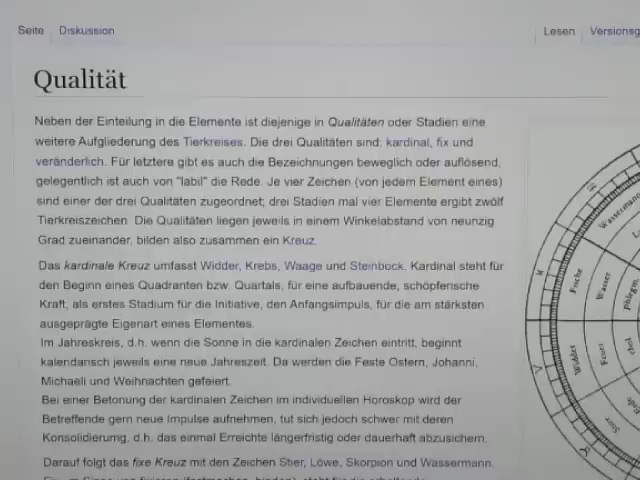 Seite Diskussion Lesen Versionsg
Qualität
Neben der Einteilung in die Elemente ist diejenige in Qualitäten oder Stadien eine
weitere Aufgliederung des Tierkreises. Die drei Qualitäten sind: kardinal, fix und
veränderlich. Für letztere gibt es auch die Bezeichnungen beweglich oder auflösend,
gelegentlich ist auch von "labil" die Rede. Je vier Zeichen (von jedem Element eines)
sind einer der drei Qualitäten zugeordnet; drei Stadien mal vier Elemente ergibt zwölf
Tierkreiszeichen. Die Qualitäten liegen jeweils in einem Winkelabstand von neunzig
Grad zueinander, bilden also zusammen ein Kreuz.
Das kardinale Kreuz umfasst Widder, Krebs, Waage und Steinbock. Kardinal steht für
den Beginn eines Quadranten bzw. Quartals, für eine aufbauende, schöpferische
Kraft; als erstes Stadium für die Initiative, den Anfangsimpuls, für die am stärksten
ausgeprägte Eigenart eines Elementes.
Im Jahreskreis, d.h. wenn die Sonne in die kardinalen Zeichen eintritt, beginnt
kalendarisch jeweils eine neue Jahreszeit. Da werden die Feste Ostern, Johanni,
Michaeli und Weihnachten gefeiert.
Bei einer Betonung der kardinalen Zeichen im individuellen Horoskop wird der
Betreffende gern neue Impulse aufnehmen, tut sich jedoch schwer mit deren
Konsolidierung, d.h. das einmal Erreichte längerfristig oder dauerhaft abzusichern.
Darauf folgt das fixe Kreuz mit den Zeichen Stier, Löwe, Skorpion und Wassermann.
Wassermann
Fische Wasser phlegm.
Widder Feuer chol.
Stier Erde